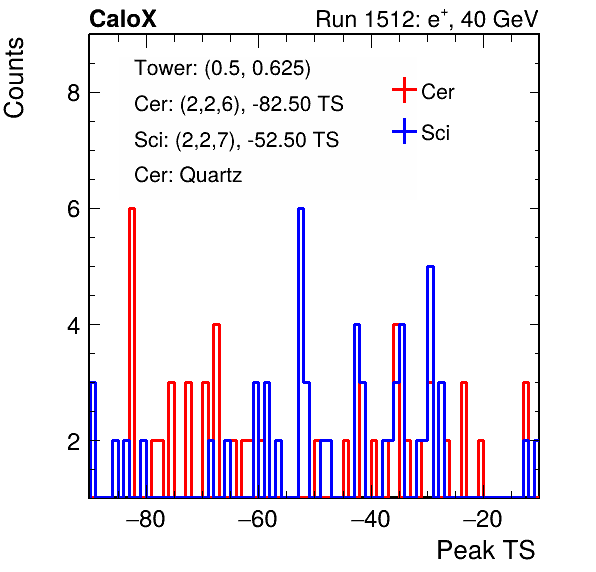 CaloX Run 1512: e+, 40 GeV
Counts
Tower: (0.5, 0.625)
Cer: (2,2,6), -82.50 TS
Sci: (2,2,7), -52.50 TS
Cer: Quartz
Cer
Sci
8
6
4
2
−80 −60 −40 −20
Peak TS